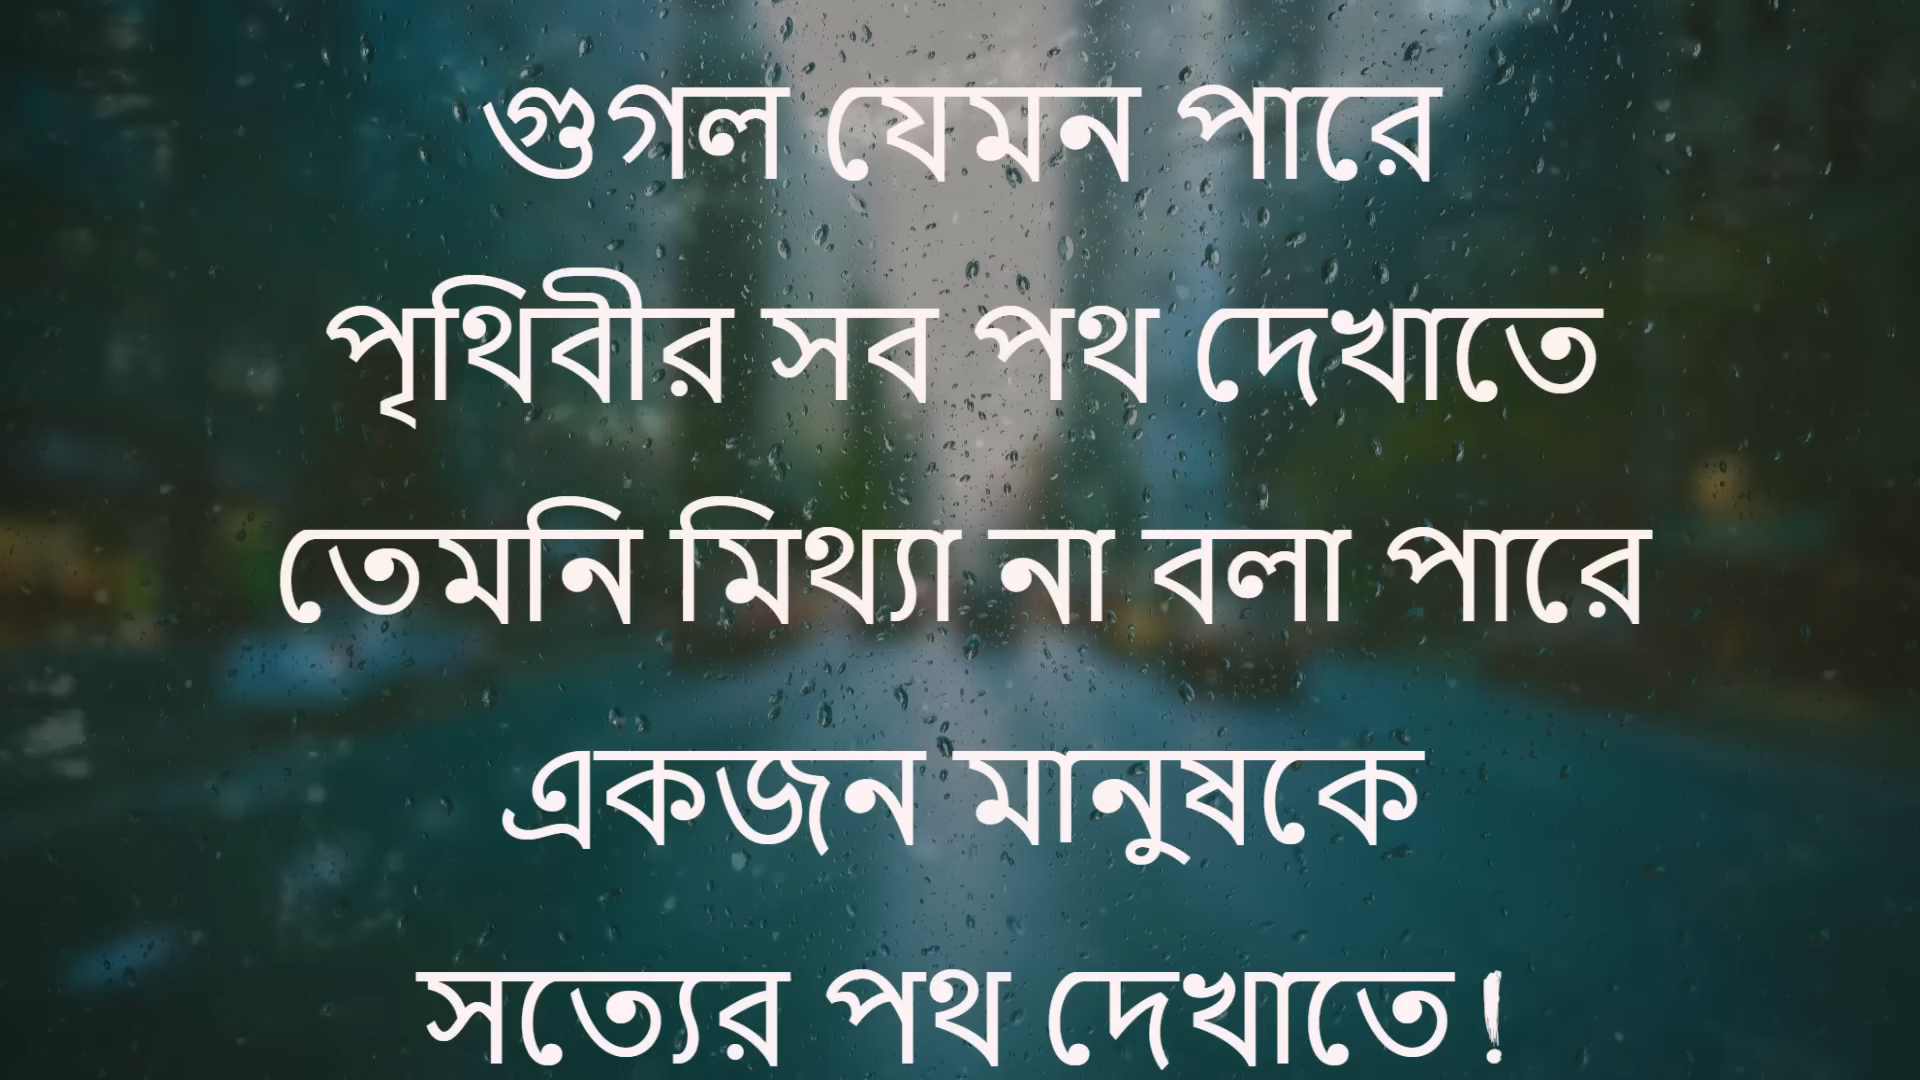 গুগল যেমন পারে
পৃথিবীর সব পথ দেখাতে
তেমনি মিথ্যা না বলা পারে
একজন মানুষকে
সত্যের পথ দেখাতে!